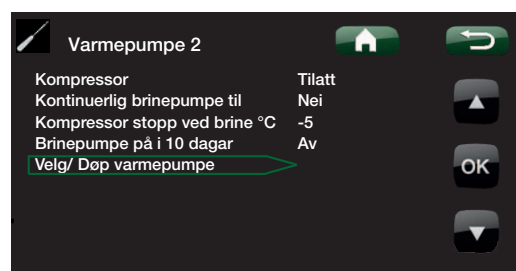 Varmepumpe 2
Kompressor Tilatt
Kontinuerlig brinepumpe til Nei
Kompressor stopp ved brine °C -5
Brinepumpe på i 10 dagar Av
Velg/ Døp varmepumpe
OK